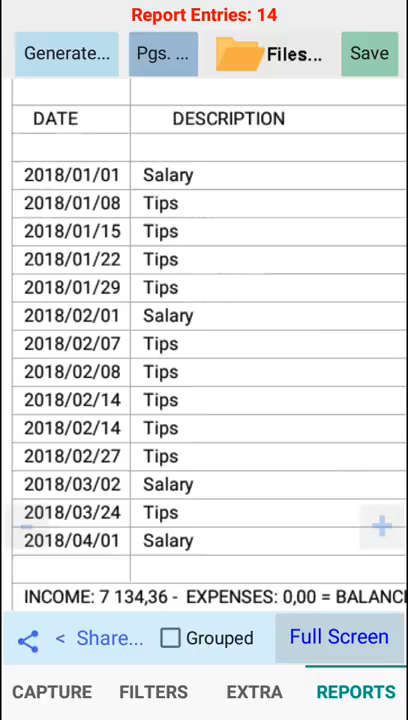 Report Entries: 14
Generate... Pgs. ... Files... Save
DATE DESCRIPTION
2018/01/01 Salary
2018/01/08 Tips
2018/01/15 Tips
2018/01/22 Tips
2018/01/29 Tips
2018/02/01 Salary
2018/02/07 Tips
2018/02/08 Tips
2018/02/14 Tips
2018/02/14 Tips
2018/02/27 Tips
2018/03/02 Salary
2018/03/24 Tips
2018/04/01 Salary
- +
INCOME: 7 134,36 - EXPENSES: 0,00 = BALANC
< Share... Grouped Full Screen
CAPTURE FILTERS EXTRA REPORTS